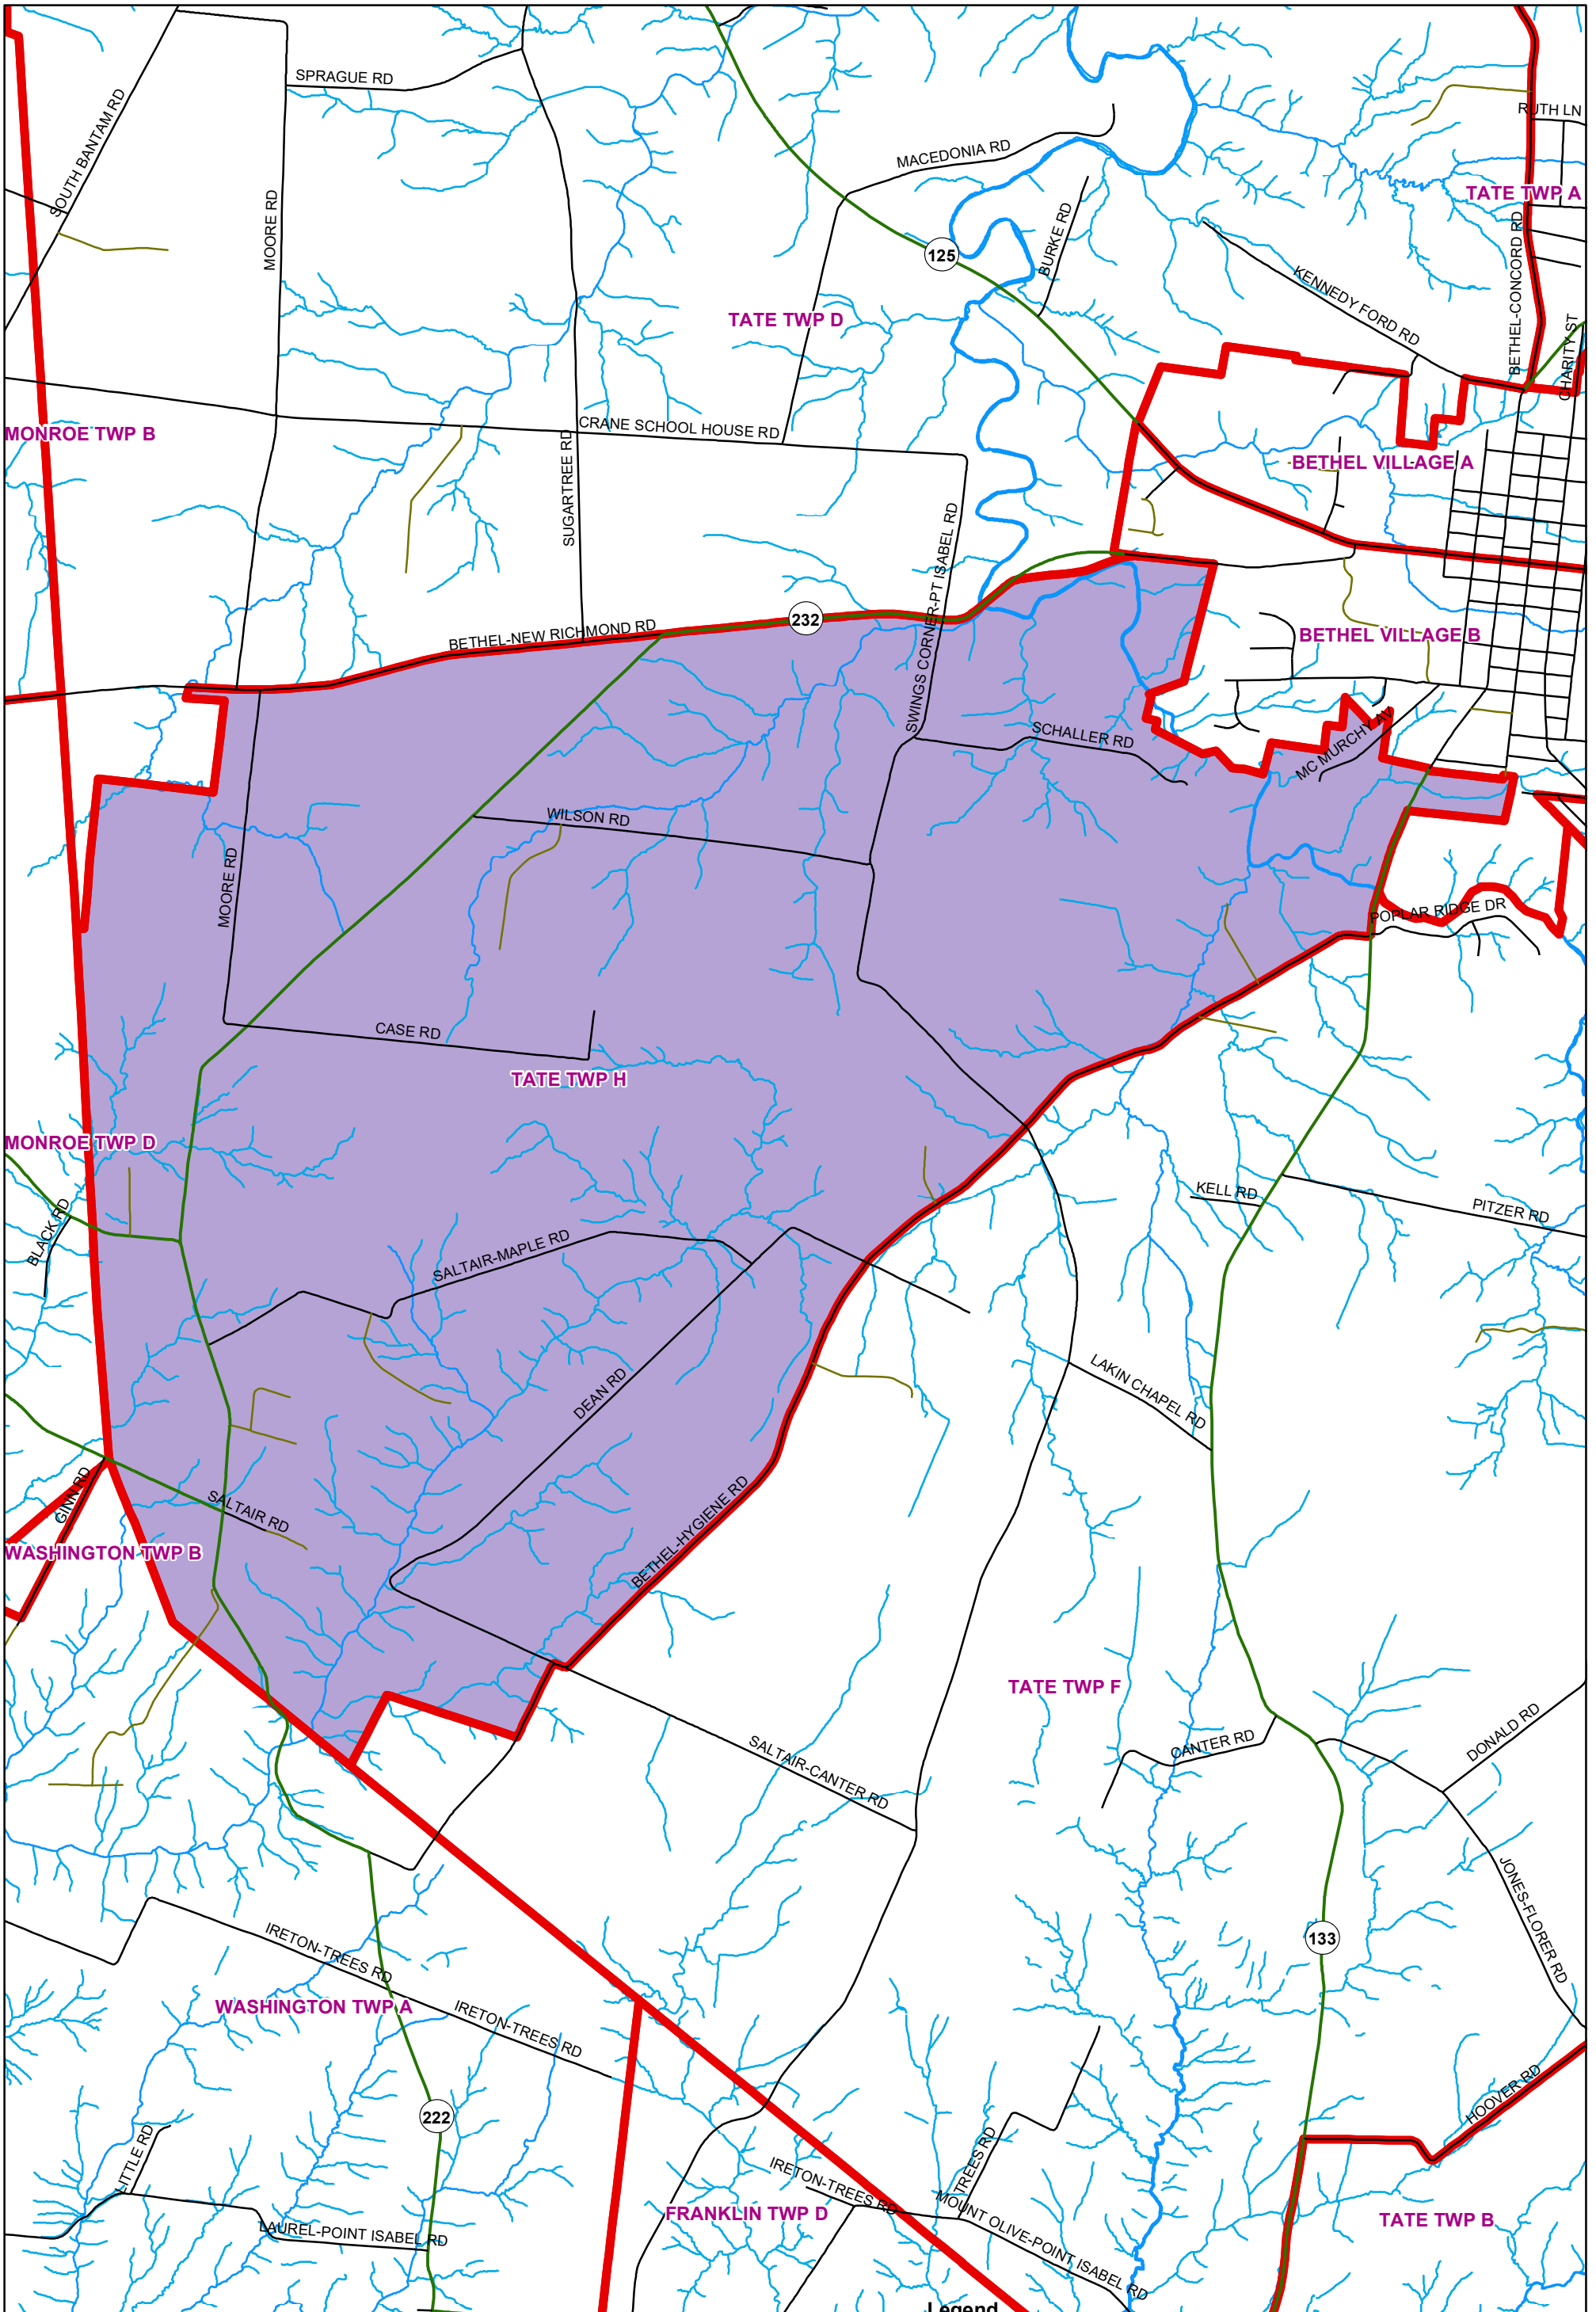 SPRAGUE RD
SOUTH BANTAM RD
RUTH LN
MACEDONIA RD
TATE TWP A
MOORE RD
BURKE RD
BETHEL-CONCORD RD
125
KENNEDY FORD RD
TATE TWP D
CHARITY ST
MONROE TWP B
CRANE SCHOOL HOUSE RD
SUGARTREE RD
BETHEL VILLAGE A
SWINGS CORNER-PT ISABEL RD
232
BETHEL-NEW RICHMOND RD
BETHEL VILLAGE B
SCHALLER RD
MC MURCHY AV
WILSON RD
MOORE RD
POPLAR RIDGE DR
CASE RD
TATE TWP H
MONROE TWP D
KELL RD
PITZER RD
BLACK RD
SALTAIR-MAPLE RD
DEAN RD
LAKIN CHAPEL RD
GINN RD
SALTAIR RD
BETHEL-HYGIENE RD
WASHINGTON TWP B
TATE TWP F
SALTAIR-CANTER RD
CANTER RD
DONALD RD
JONES-FLORER RD
133
IRETON-TREES RD
WASHINGTON TWP A
IRETON-TREES RD
222
HOOVER RD
LITTLE RD
TREES RD
IRETON-TREES RD
FRANKLIN TWP D
MOUNT OLIVE-POINT ISABEL RD
TATE TWP B
LAUREL-POINT ISABEL RD
Legend